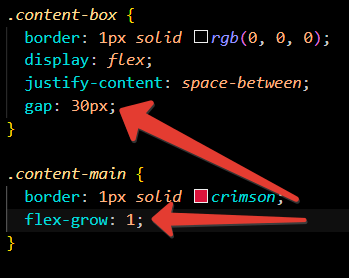 .content-box {
border: 1px solid rgb(0, 0, 0);
display: flex;
justify-content: space-between;
gap: 30px;
}
.content-main {
border: 1px solid crimson;
flex-grow: 1;
}